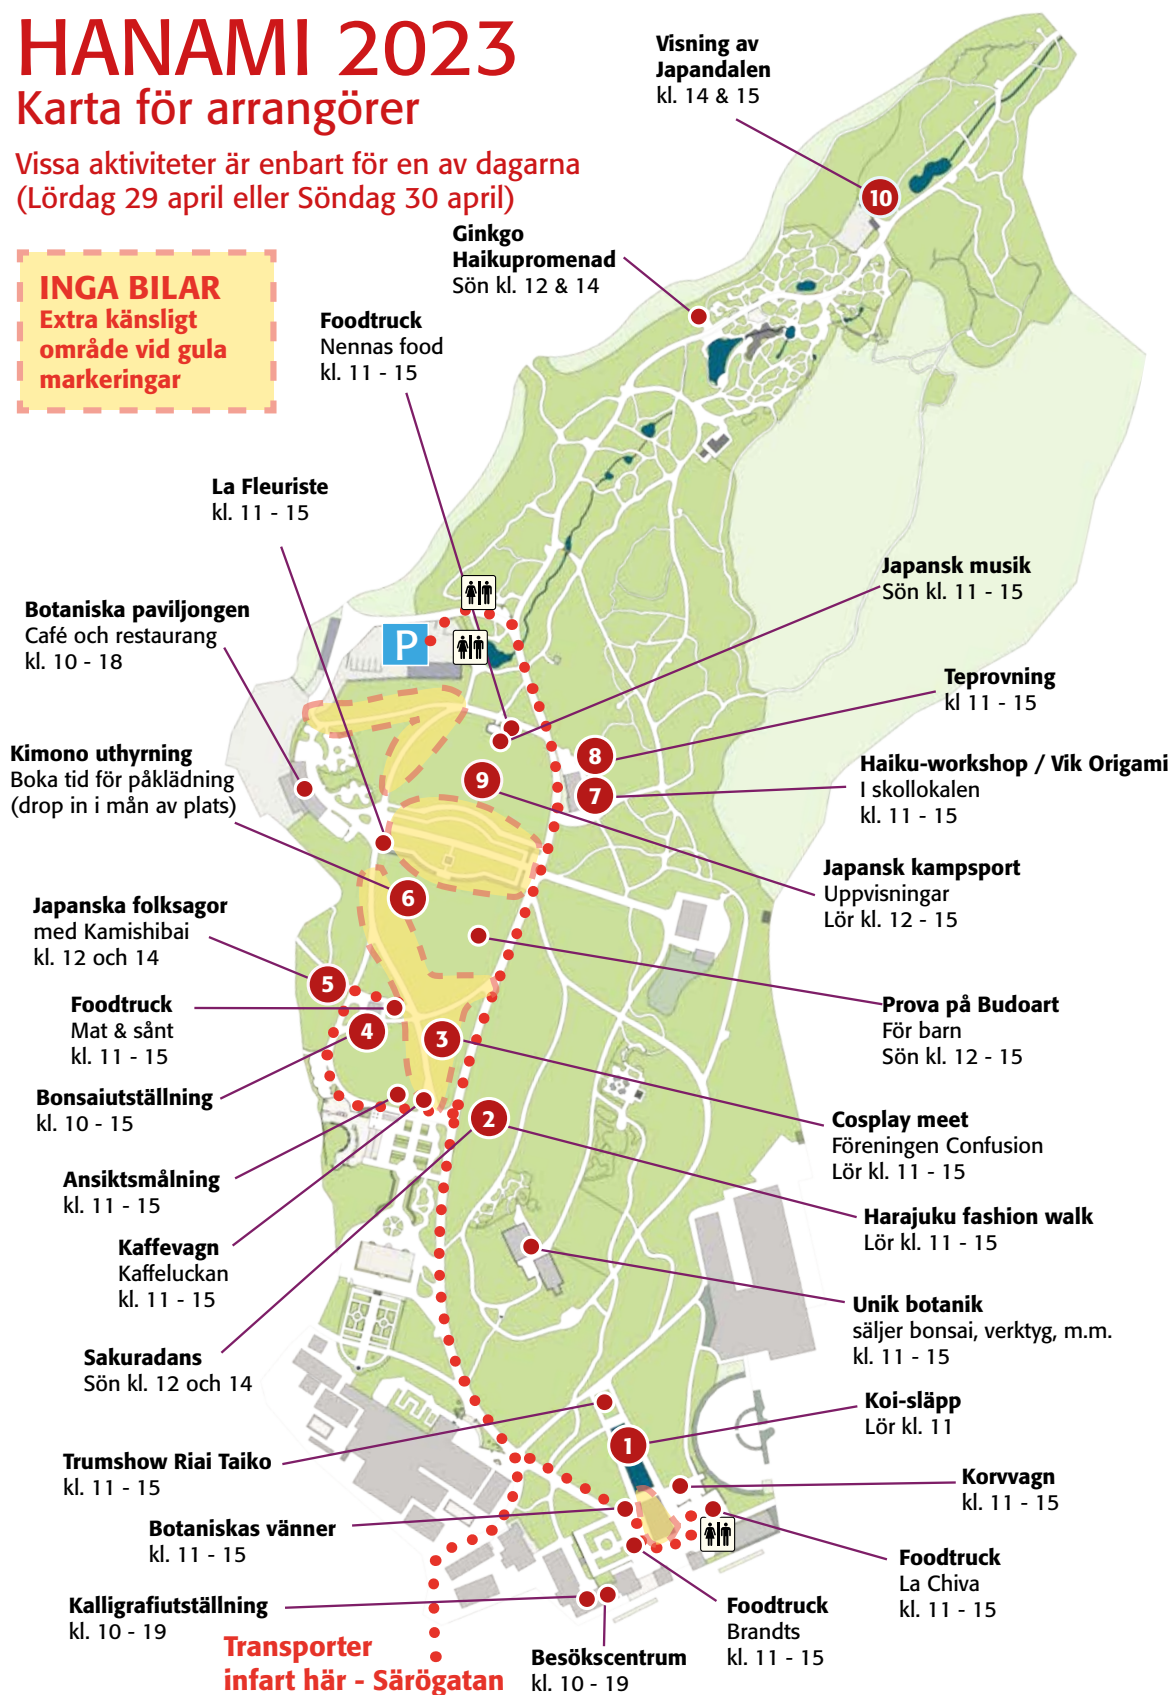 HANAMI 2023
Karta för arrangörer
Vissa aktiviteter är enbart för en av dagarna
(Lördag 29 april eller Söndag 30 april)
INGA BILAR
Extra känsligt
område vid gula
markeringar
Visning av
Japandalen
kl. 14 & 15
10
Ginkgo
Haikupromenad
Sön kl. 12 & 14
Foodtruck
Nennas food
kl. 11 - 15
La Fleuriste
kl. 11 - 15
Japansk musik
Sön kl. 11 - 15
Botaniska paviljongen
Café och restaurang
kl. 10 - 18
P
Teprovning
kl 11 - 15
Kimono uthyrning
Boka tid för påklädning
(drop in i mån av plats)
8
9
7
Haiku-workshop / Vik Origami
I skollokalen
kl. 11 - 15
Japansk kampsport
Uppvisningar
Lör kl. 12 - 15
6
Japanska folksagor
med Kamishibai
kl. 12 och 14
5
Foodtruck
Mat & sånt
kl. 11 - 15
4
3
Prova på Budoart
För barn
Sön kl. 12 - 15
Bonsaiutställning
kl. 10 - 15
2
Cosplay meet
Föreningen Confusion
Lör kl. 11 - 15
Ansiktsmålning
kl. 11 - 15
Harajuku fashion walk
Lör kl. 11 - 15
Kaffevagn
Kaffeluckan
kl. 11 - 15
Unik botanik
säljer bonsai, verktyg, m.m.
kl. 11 - 15
Sakuradans
Sön kl. 12 och 14
Koi-släpp
Lör kl. 11
1
Trumshow Riai Taiko
kl. 11 - 15
Korvvagn
kl. 11 - 15
Botaniskas vänner
kl. 11 - 15
Foodtruck
La Chiva
kl. 11 - 15
Kalligrafiutställning
kl. 10 - 19
Foodtruck
Brandts
kl. 11 - 15
Transporter
infart här - Särögatan
Besökscentrum
kl. 10 - 19